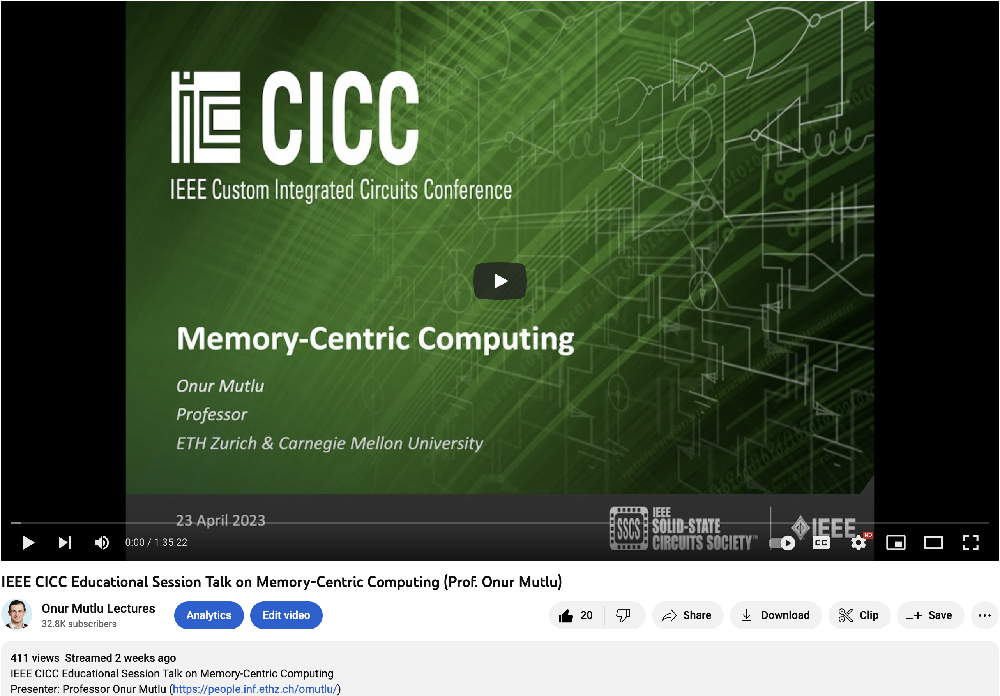 CICC
IEEE Custom Integrated Circuits Conference
Memory-Centric Computing
Onur Mutlu
Professor
ETH Zurich & Carnegie Mellon University
23 April 2023
SSCS
IEEE
SOLID-STATE
CIRCUITS SOCIETY™
IEEE
0:00 / 1:35:22
CC
HD
IEEE CICC Educational Session Talk on Memory-Centric Computing (Prof. Onur Mutlu)
Onur Mutlu Lectures
32.8K subscribers
Analytics
Edit video
20
Share
Download
Clip
Save
411 views Streamed 2 weeks ago
IEEE CICC Educational Session Talk on Memory-Centric Computing
Presenter: Professor Onur Mutlu (https://people.inf.ethz.ch/omutlu/)